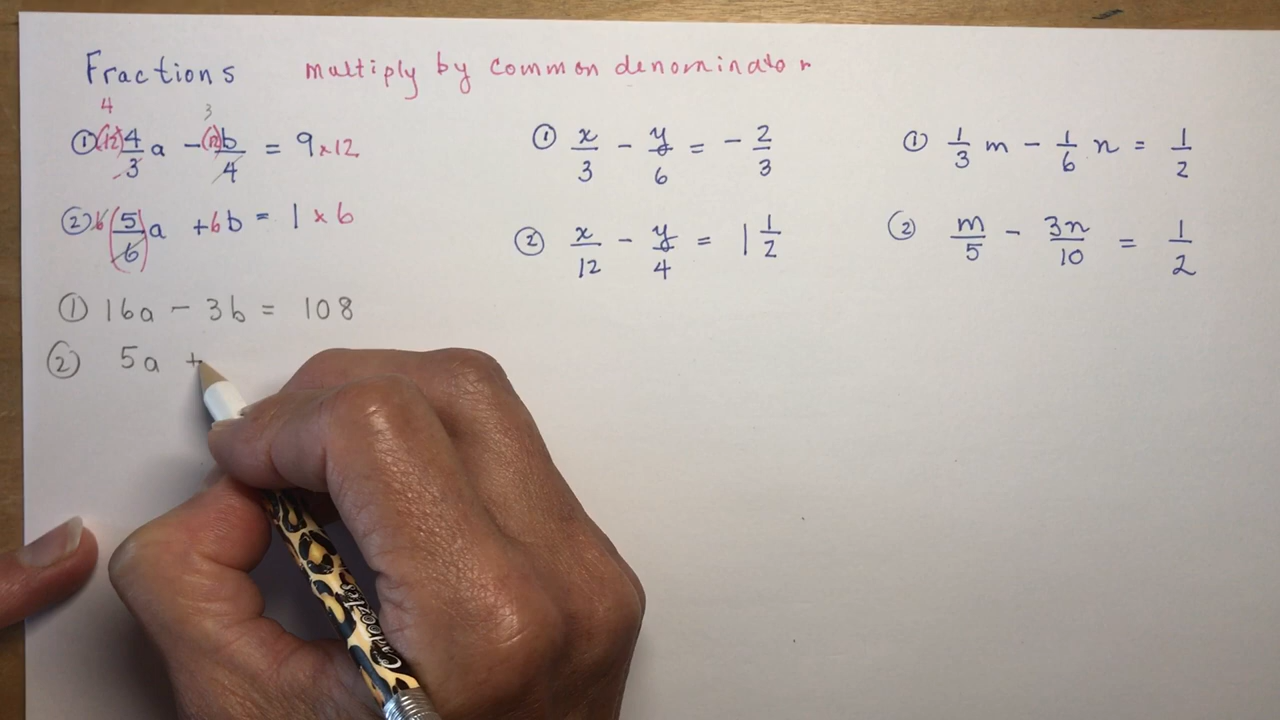 Fractions multiply by common denominator
4 3
① (12) 4/3 a - (12) b/4 = 9 × 12
② 6 (5/6) a + 6b = 1 × 6
① 16a - 3b = 108
② 5a +
① x/3 - y/6 = - 2/3
② x/12 - y/4 = 1 1/2
① 1/3 m - 1/6 n = 1/2
② m/5 - 3n/10 = 1/2